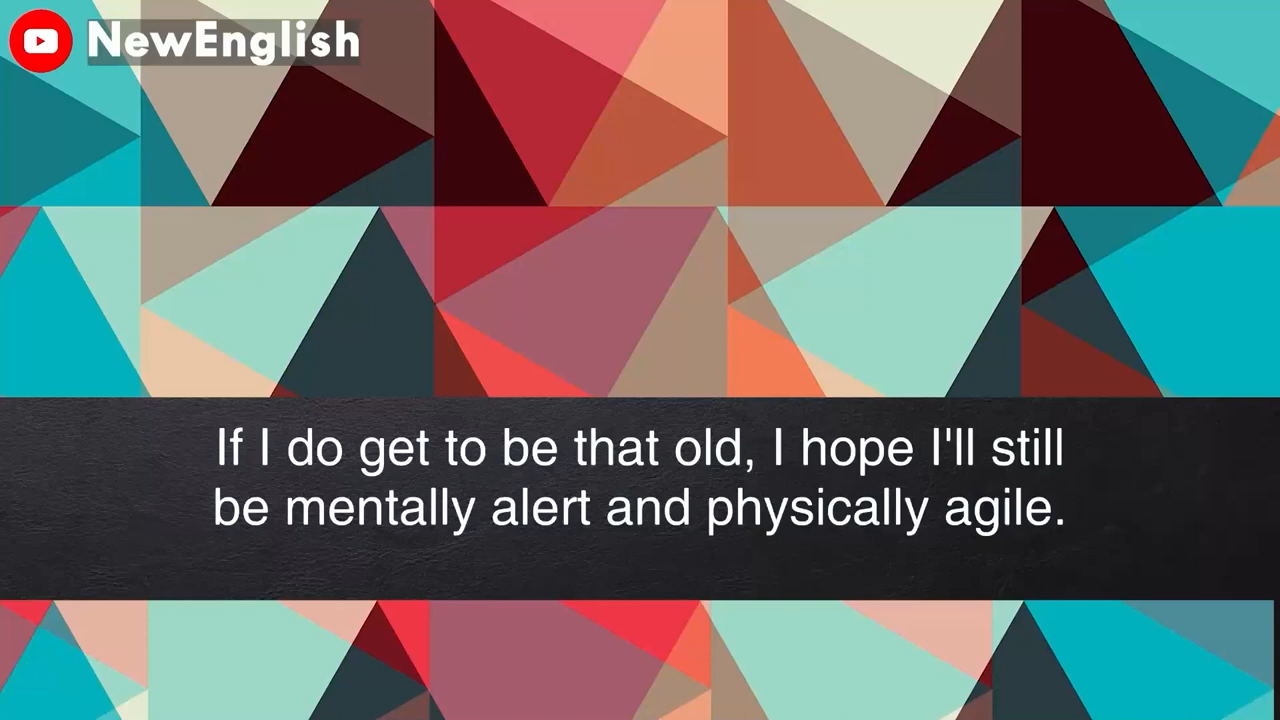 NewEnglish
If I do get to be that old, I hope I'll still
be mentally alert and physically agile.